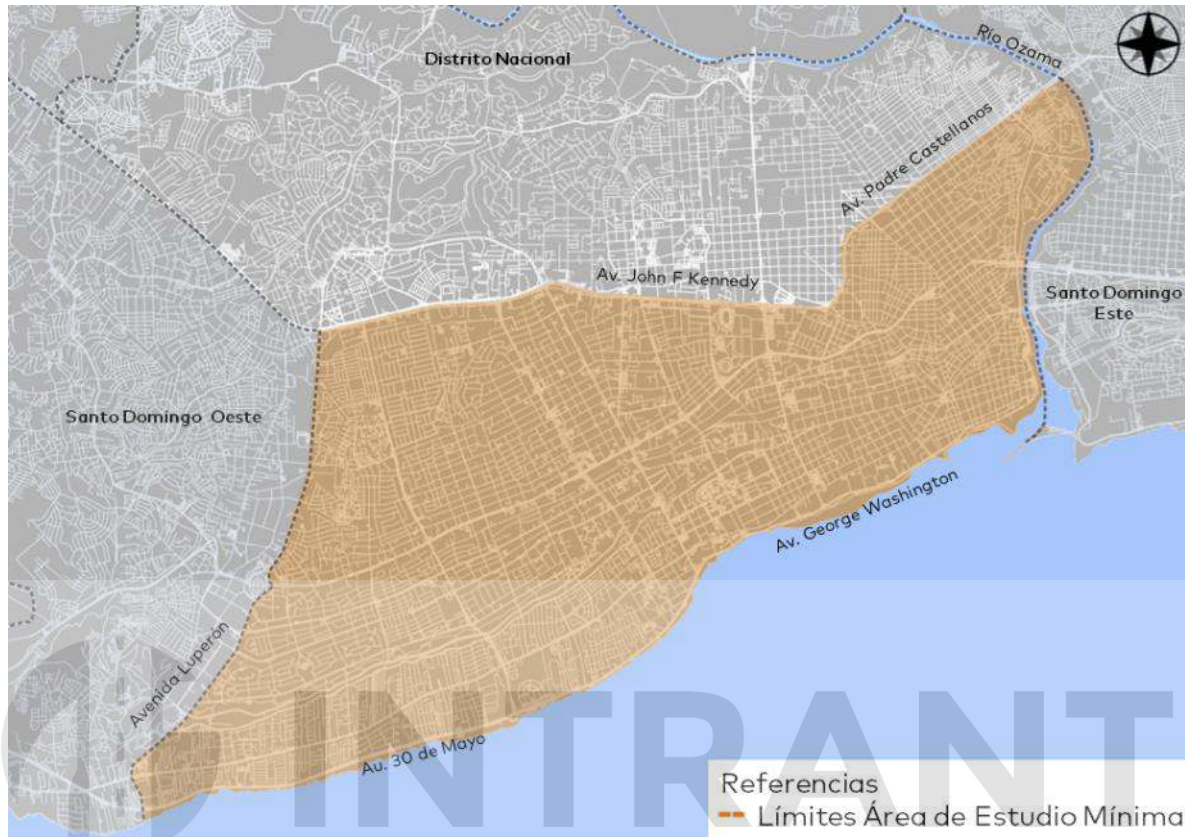 Distrito Nacional
Río Ozama
Av. Padre Castellanos
Av. John F Kennedy
Santo Domingo
Este
Santo Domingo Oeste
Av. George Washington
Avenida Luperón
Au. 30 de Mayo
INTRANT
Referencias
Límites Área de Estudio Mínima